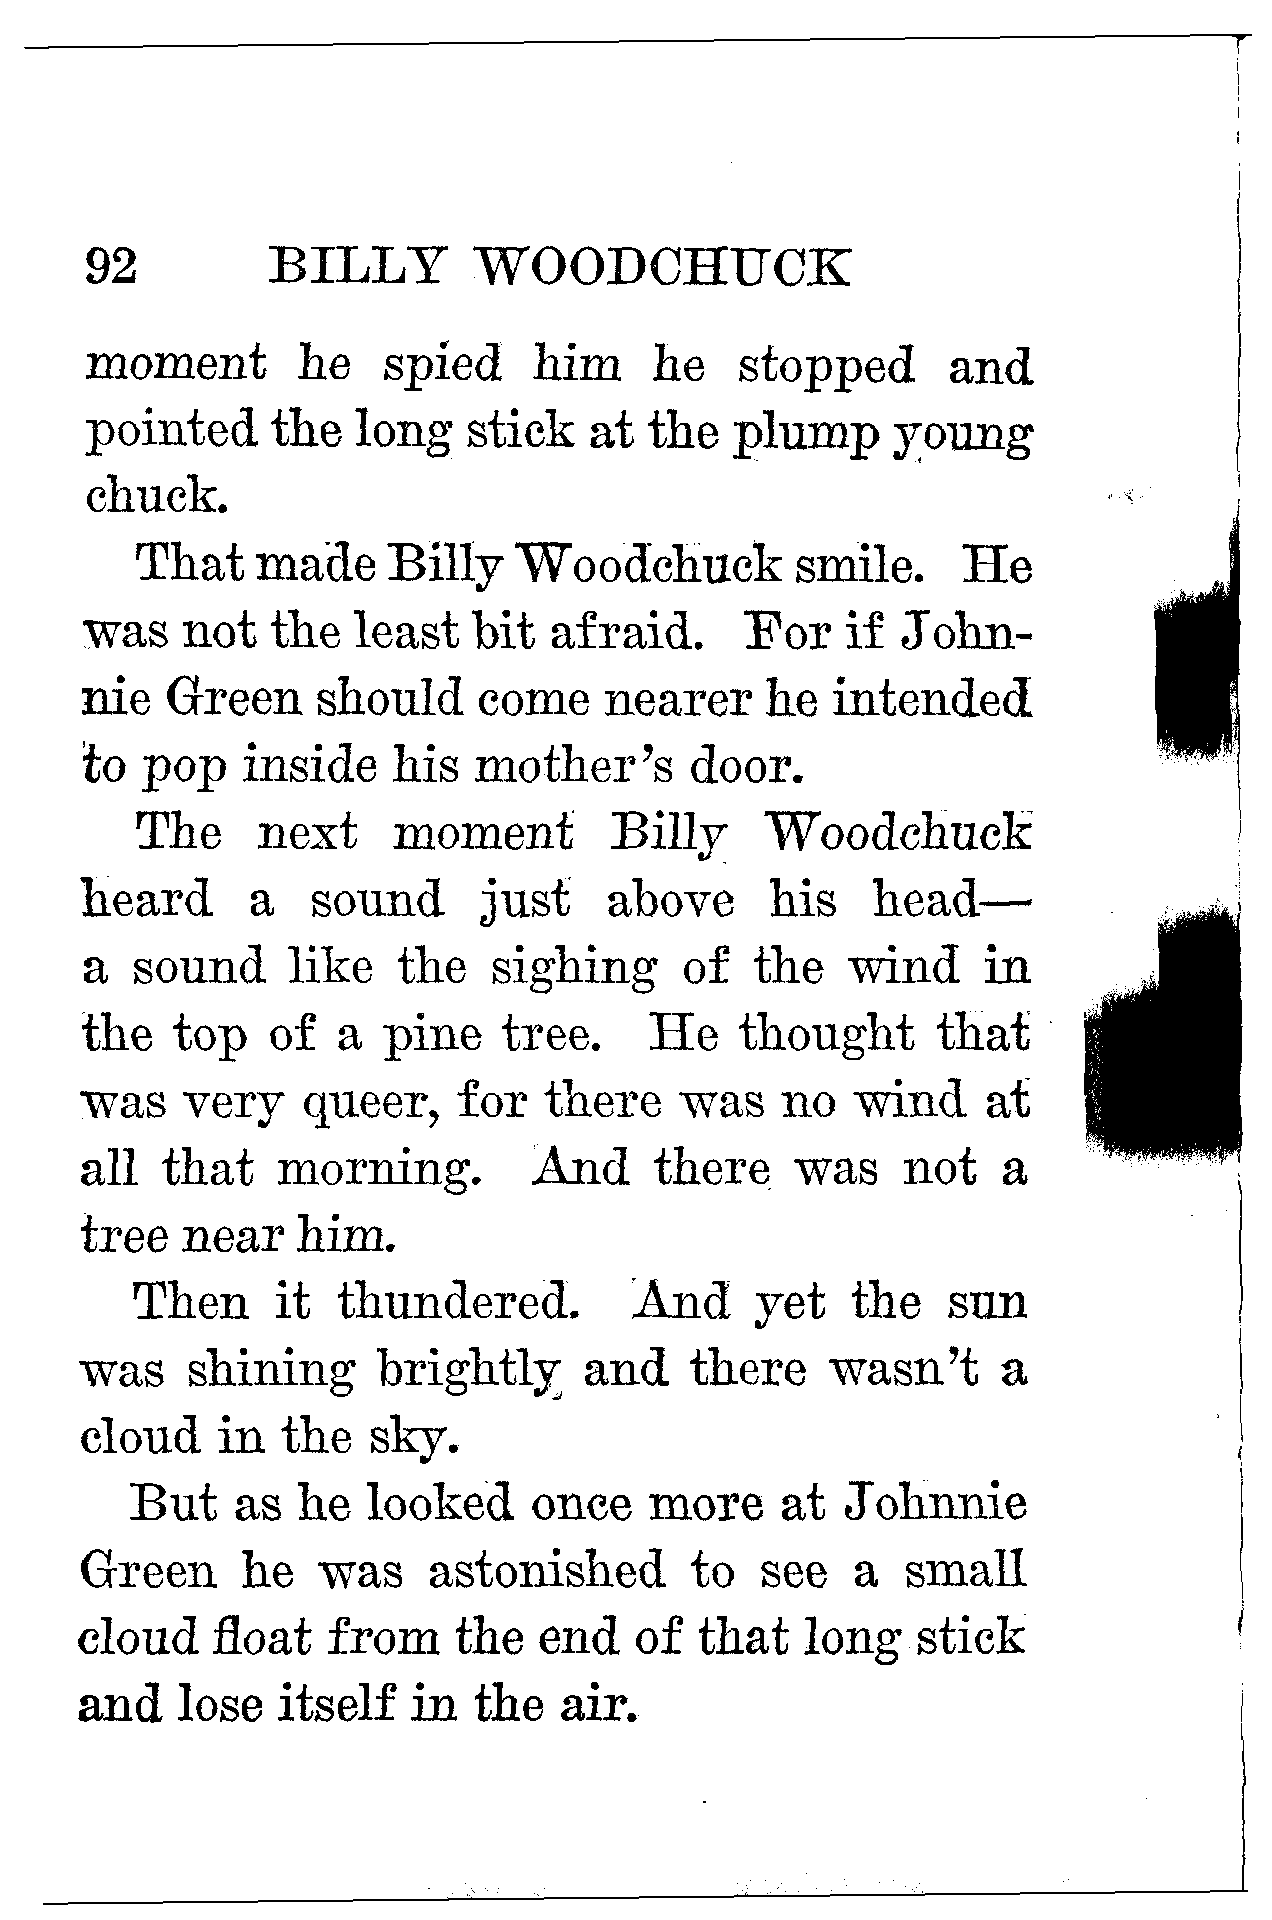 92 BILLY WOODCHUCK
moment he spied him he stopped and
pointed the long stick at the plump young
chuck.
That made Billy Woodchuck smile. He
was not the least bit afraid. For if John-
nie Green should come nearer he intended
to pop inside his mother's door.
The next moment Billy Woodchuck
heard a sound just above his head—
a sound like the sighing of the wind in
the top of a pine tree. He thought that
was very queer, for there was no wind at
all that morning. And there was not a
tree near him.
Then it thundered. And yet the sun
was shining brightly and there wasn't a
cloud in the sky.
But as he looked once more at Johnnie
Green he was astonished to see a small
cloud float from the end of that long stick
and lose itself in the air.